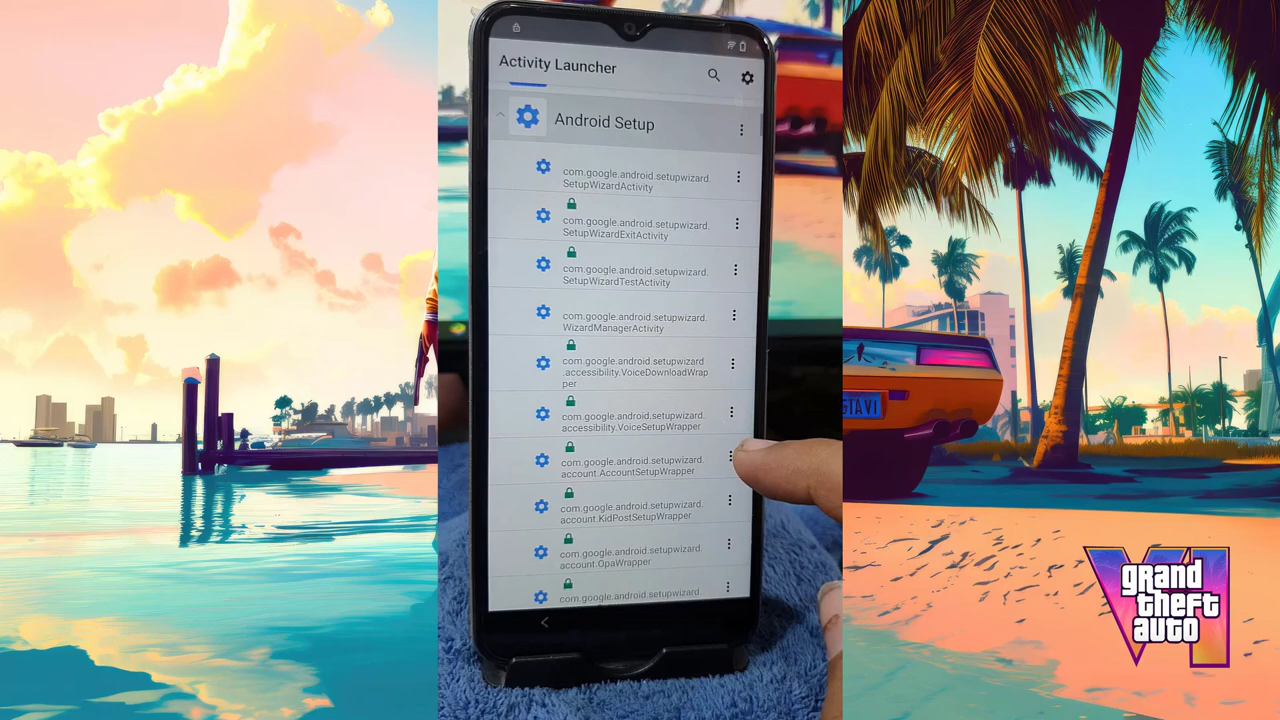 Activity Launcher
Android Setup
com.google.android.setupwizard.
SetupWizardActivity
com.google.android.setupwizard.
SetupWizardExitActivity
com.google.android.setupwizard.
SetupWizardTestActivity
com.google.android.setupwizard.
WizardManagerActivity
com.google.android.setupwizard
.accessibility.VoiceDownloadWrap
per
com.google.android.setupwizard.
accessibility.VoiceSetupWrapper
com.google.android.setupwizard.
account.AccountSetupWrapper
com.google.android.setupwizard.
account.KidPostSetupWrapper
com.google.android.setupwizard.
account.OpaWrapper
com.google.android.setupwizard.
GTAVI
VI
grand
theft
auto